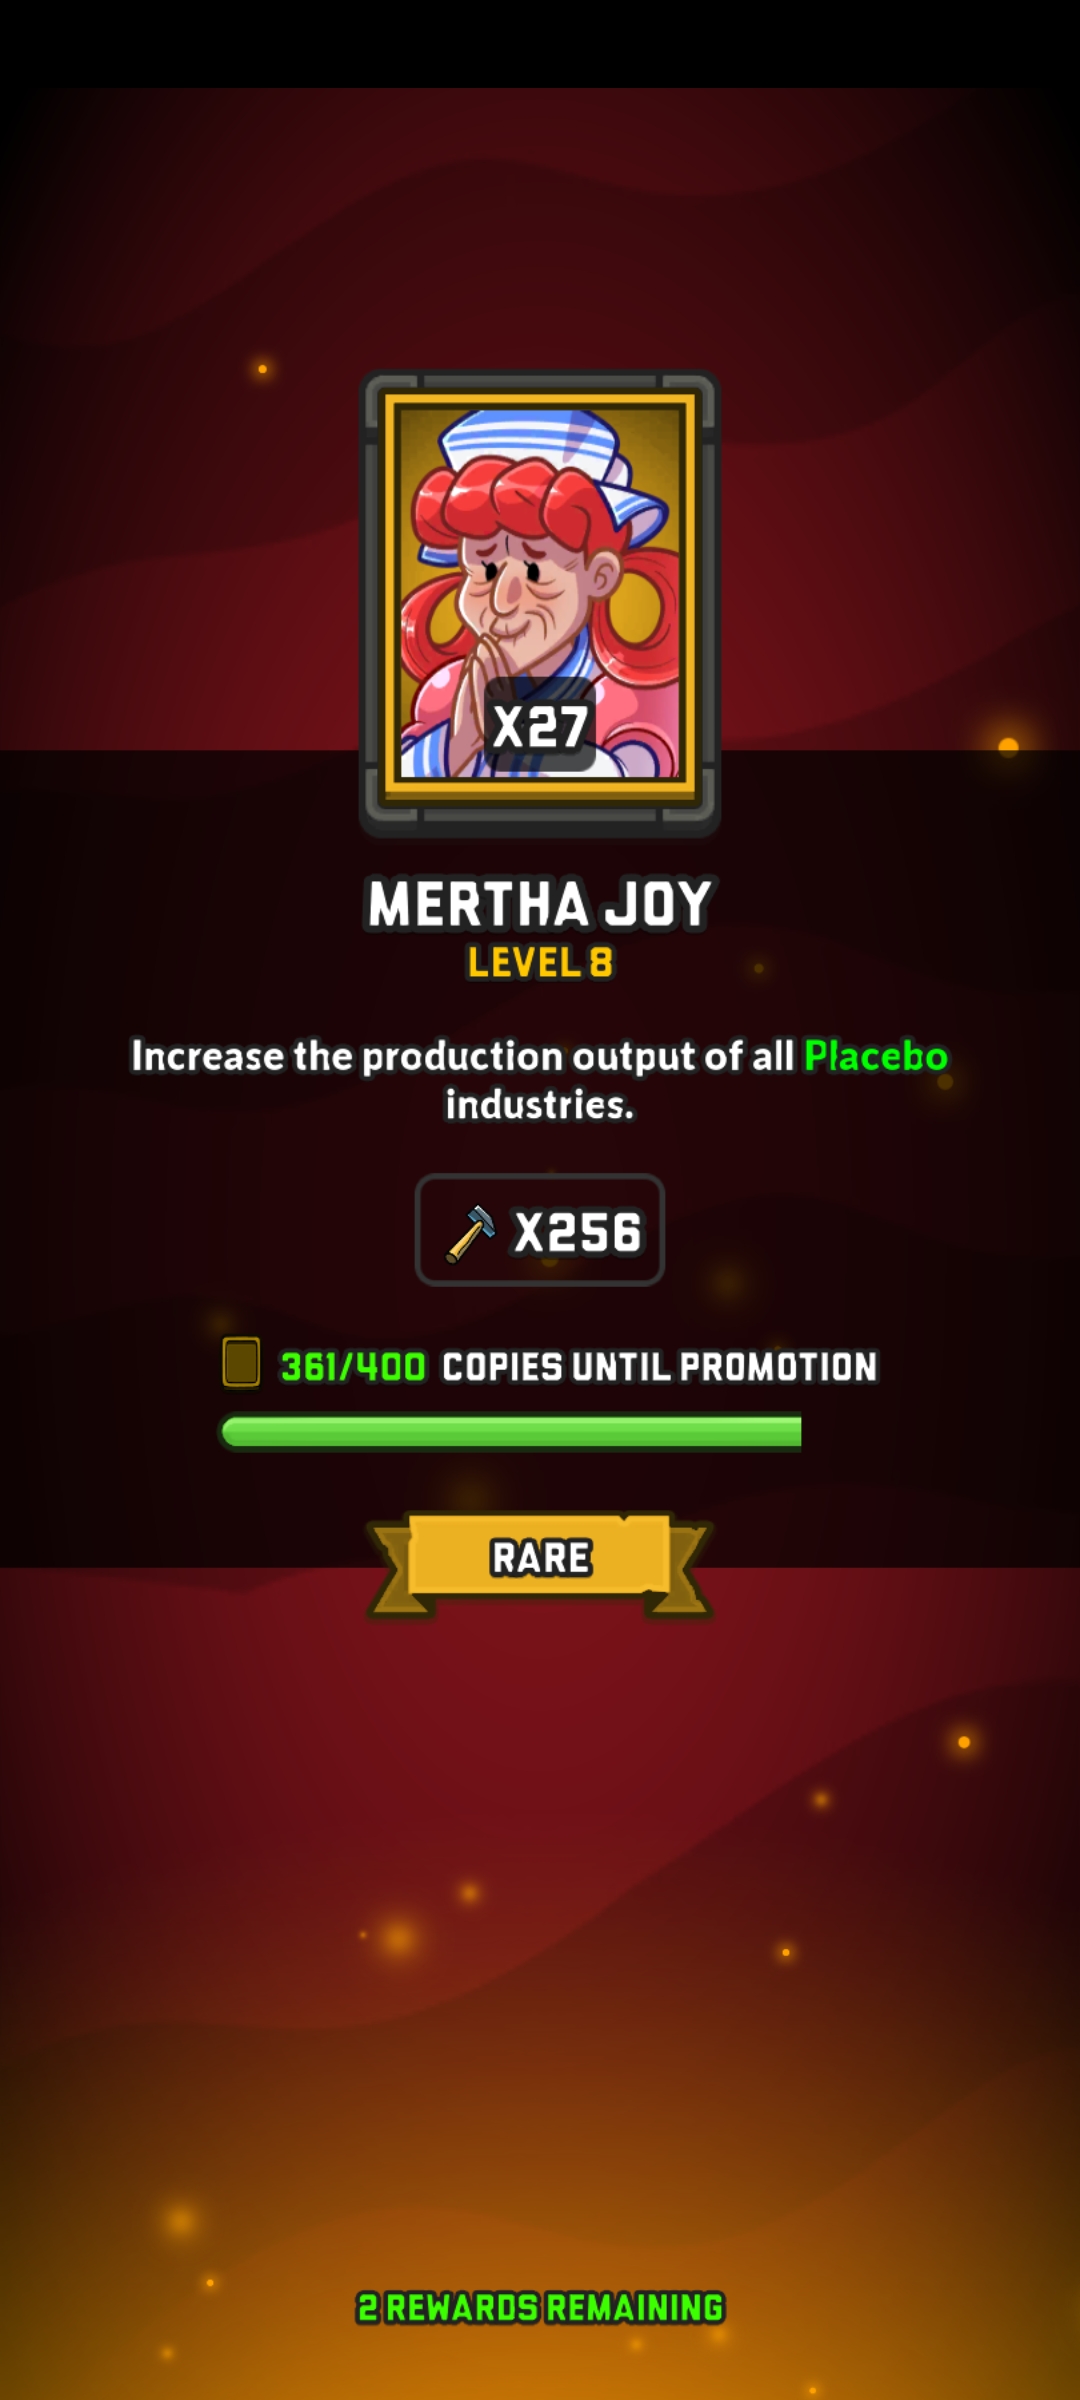 X27
MERTHA JOY
LEVEL 8
Increase the production output of all Placebo
industries.
X256
361/400 COPIES UNTIL PROMOTION
RARE
2 REWARDS REMAINING